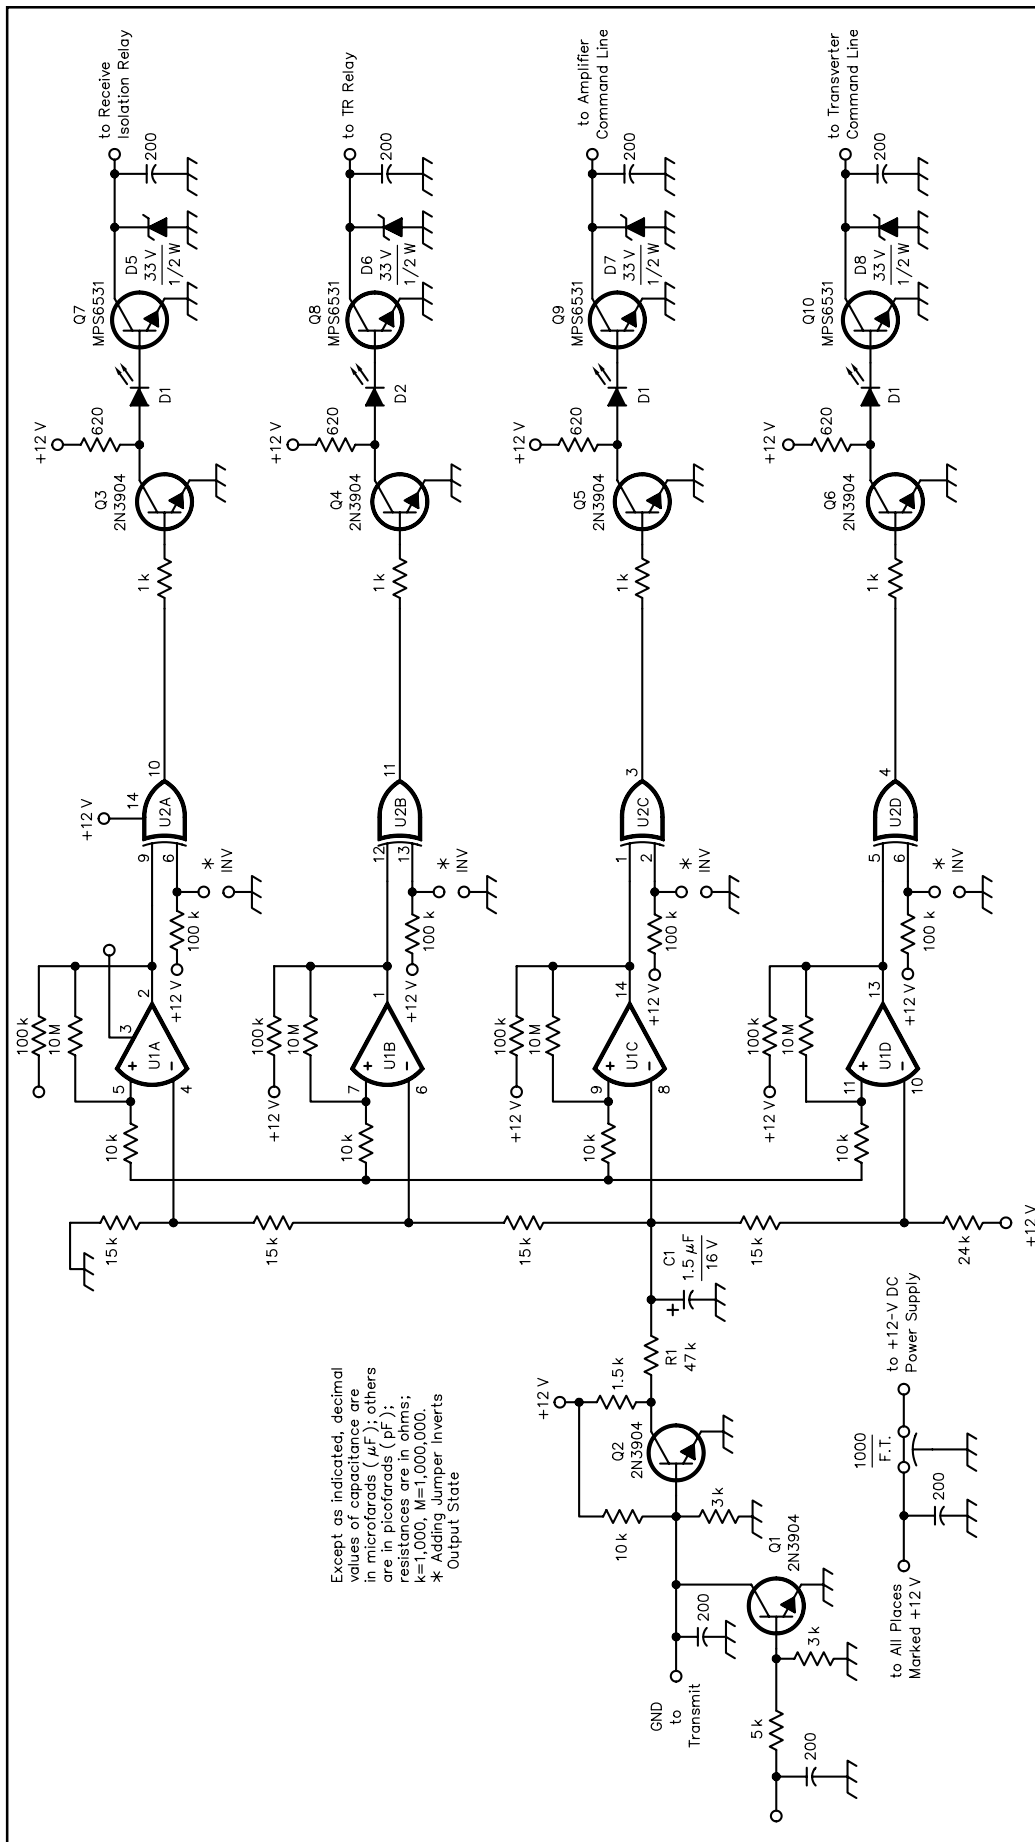 Except as indicated, decimal
values of capacitance are
in microfarads ( μF ); others
are in picofarads ( pF );
resistances are in ohms;
k=1,000, M=1,000,000.
* Adding Jumper Inverts
Output State
GND
to
Transmit
200
5 k
200
3 k
Q1
2N3904
10 k
3 k
+12 V
1.5 k
Q2
2N3904
R1
47 k
C1
1.5 μF
16 V
+
to All Places
Marked +12 V
200
1000
F.T.
to +12-V DC
Power Supply
15 k
15 k
15 k
15 k
24 k
+12 V
10 k
100 k
10 M
5
4
3
2
+
-
U1A
+12 V
100 k
+12 V
14
9
6
10
U2A
*
INV
1 k
Q3
2N3904
+12 V
620
D1
Q7
MPS6531
D5
33 V
1/2 W
200
to Receive
Isolation Relay
10 k
+12 V
100 k
10 M
7
6
1
+
-
U1B
+12 V
100 k
12
13
11
U2B
*
INV
1 k
Q4
2N3904
+12 V
620
D2
Q8
MPS6531
D6
33 V
1/2 W
200
to TR Relay
10 k
+12 V
100 k
10 M
9
8
14
+
-
U1C
+12 V
100 k
1
2
3
U2C
*
INV
1 k
Q5
2N3904
+12 V
620
D1
Q9
MPS6531
D7
33 V
1/2 W
200
to Amplifier
Command Line
10 k
+12 V
100 k
10 M
11
10
13
+
-
U1D
+12 V
100 k
5
6
4
U2D
*
INV
1 k
Q6
2N3904
+12 V
620
D1
Q10
MPS6531
D8
33 V
1/2 W
200
to Transverter
Command Line